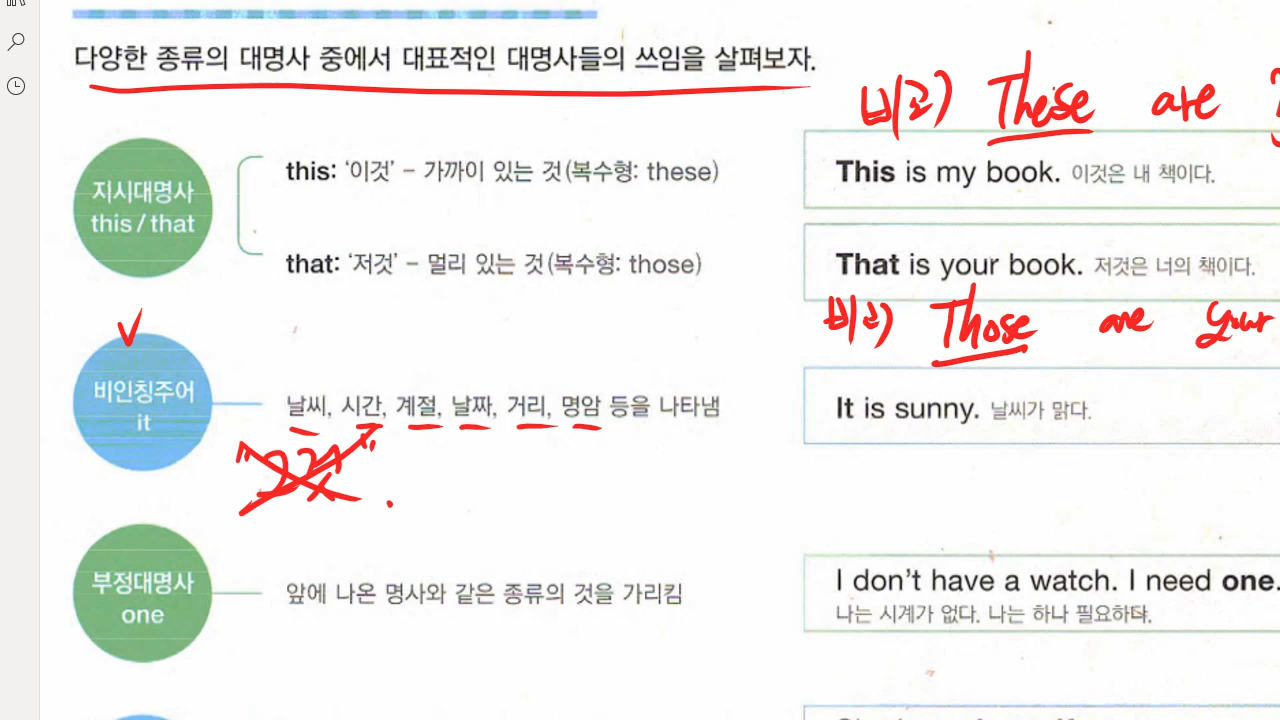 다양한 종류의 대명사 중에서 대표적인 대명사들의 쓰임을 살펴보자.
비교) These are
지시대명사
this / that
this: ‘이것’ – 가까이 있는 것(복수형: these)
This is my book. 이것은 내 책이다.
that: ‘저것’ – 멀리 있는 것(복수형: those)
That is your book. 저것은 너의 책이다.
비교) Those are your
비인칭주어
it
날씨, 시간, 계절, 날짜, 거리, 명암 등을 나타냄
It is sunny. 날씨가 맑다.
"그것"
부정대명사
one
앞에 나온 명사와 같은 종류의 것을 가리킴
I don’t have a watch. I need one.
나는 시계가 없다. 나는 하나 필요하다.